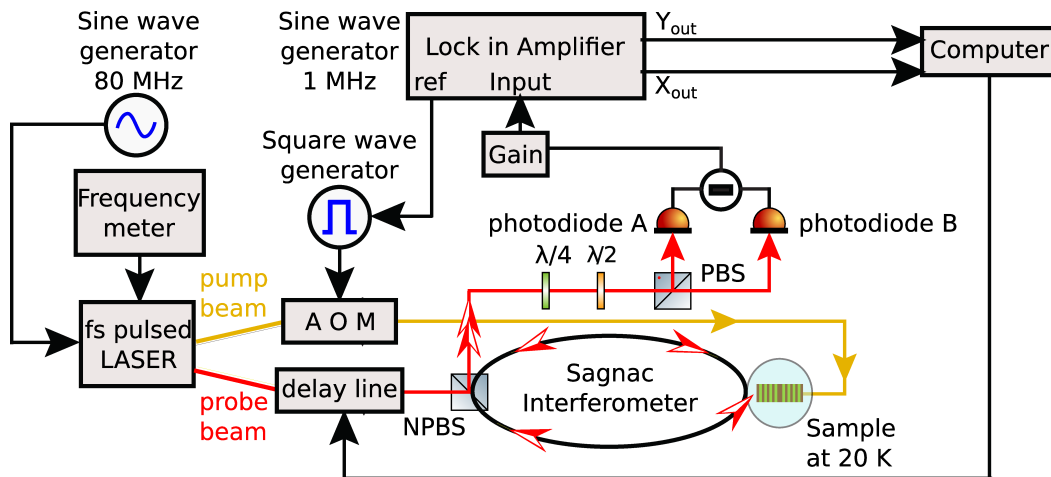 Sine wave
generator
80 MHz
Sine wave
generator
1 MHz
Lock in Amplifier
ref Input
Yout
Xout
Computer
Square wave
generator
Gain
Frequency
meter
photodiode A
photodiode B
λ/4 λ/2
PBS
pump
beam
A O M
fs pulsed
LASER
delay line
probe
beam
NPBS
Sagnac
Interferometer
Sample
at 20 K